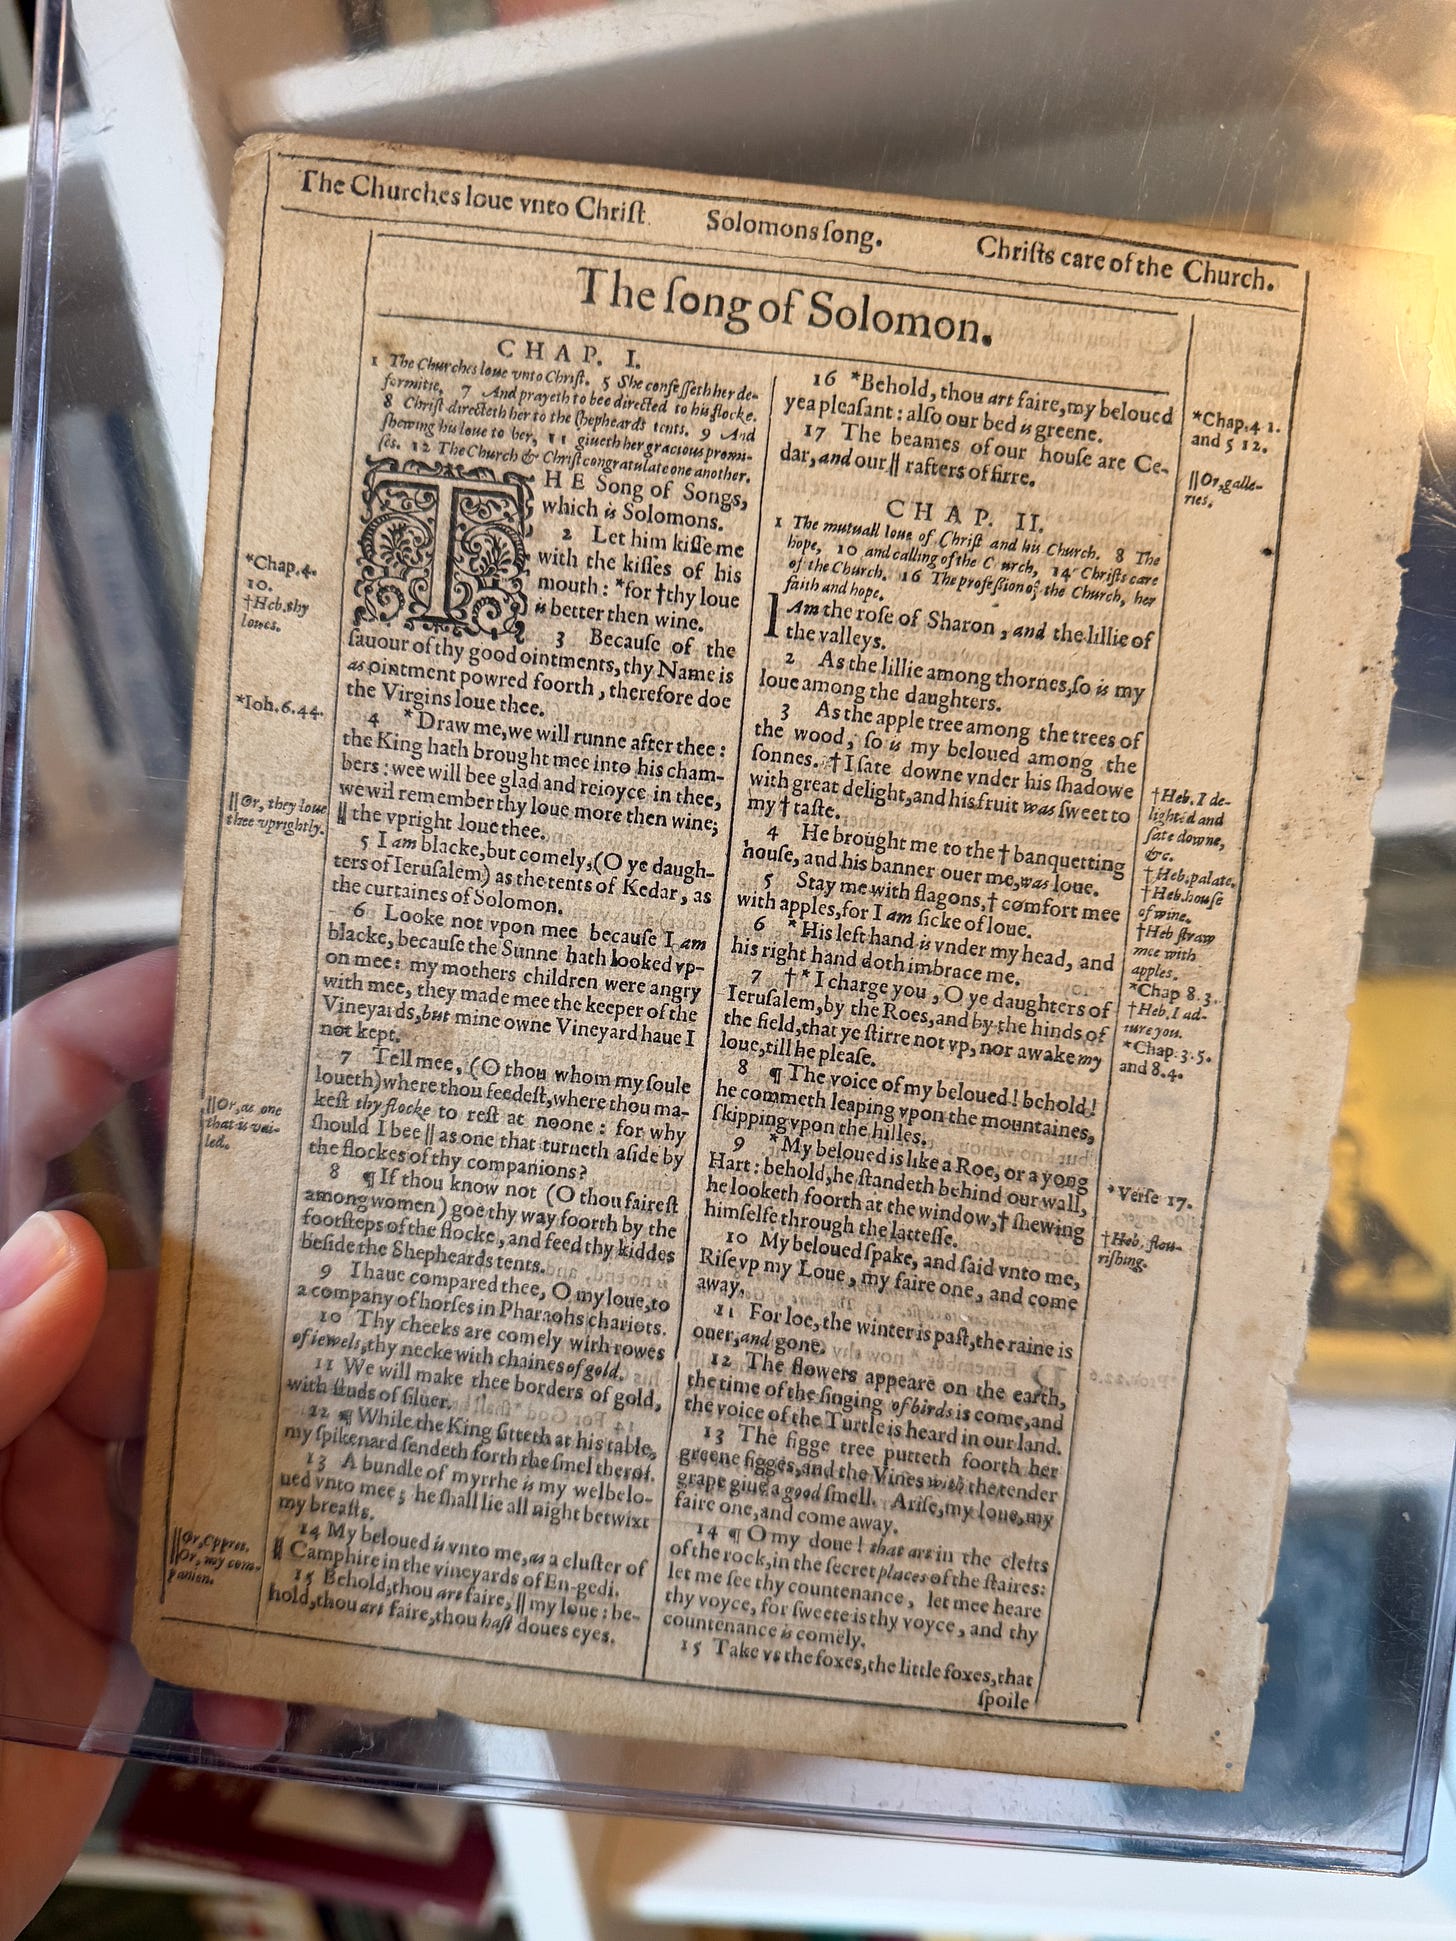 The Churches loue vnto Chriſt.
Solomons ſong.
Chriſts care of the Church.
The ſong of Solomon.
CHAP. I.
1 The Churches loue vnto Chriſt. 5 She confeſſeth her de-
formitie, 7 And prayeth to bee directed to his flocke.
8 Chriſt directeth her to the ſhepheards tents. 9 And
ſhewing his loue to her, 11 giueth her gracious promi-
ſes. 12 The Church & Chriſt congratulate one another.
THE Song of Songs,
which is Solomons.
2 Let him kiſſe me
with the kiſſes of his
mouth: *for †thy loue
is better then wine.
3 Becauſe of the
ſauour of thy good ointments, thy Name is
as ointment powred foorth, therefore doe
the Virgins loue thee.
4 *Draw me, we will runne after thee:
the King hath brought mee into his cham-
bers: wee will bee glad and reioyce in thee,
we wil remember thy loue more then wine;
‖ the vpright loue thee.
5 I am blacke, but comely, (O ye daugh-
ters of Ieruſalem) as the tents of Kedar, as
the curtaines of Solomon.
6 Looke not vpon mee becauſe I am
blacke, becauſe the Sunne hath looked vp-
on mee: my mothers children were angry
with mee, they made mee the keeper of the
Vineyards, but mine owne Vineyard haue I
not kept.
7 Tell mee, (O thou whom my ſoule
loueth) where thou feedeſt, where thou ma-
keſt thy flocke to reſt at noone: for why
ſhould I bee ‖ as one that turneth aſide by
the flockes of thy companions?
8 ¶ If thou know not (O thou faireſt
among women) goe thy way foorth by the
footſteps of the flocke, and feed thy kiddes
beſide the Shepheards tents.
9 I haue compared thee, O my loue, to
a company of horſes in Pharaohs chariots.
10 Thy cheeks are comely with rowes
of iewels, thy necke with chaines of gold.
11 We will make thee borders of gold,
with ſtuds of ſiluer.
12 ¶ While the King ſitteth at his table,
my ſpikenard ſendeth forth the ſmel therof.
13 A bundle of myrrhe is my welbelo-
ued vnto mee; he ſhall lie all night betwixt
my breaſts.
14 My beloued is vnto me, as a cluſter of
‖ Camphire in the vineyards of En-gedi.
15 Behold, thou art faire, ‖ my loue: be-
hold, thou art faire, thou haſt doues eyes.
*Chap. 4.
10.
†Heb. thy
loues.
*Ioh. 6. 44.
‖Or, they loue
thee vprightly.
‖Or, as one
that is vai-
led.
‖Or, Cypres.
‖Or, my com-
panion.
16 *Behold, thou art faire, my beloued
yea pleaſant: alſo our bed is greene.
17 The beames of our houſe are Ce-
dar, and our ‖ rafters of firre.
CHAP. II.
1 The mutuall loue of Chriſt and his Church. 8 The
hope, 10 and calling of the Church, 14 Chriſts care
of the Church. 16 The profeſſion of the Church, her
faith and hope.
I Am the roſe of Sharon, and the lillie of
the valleys.
2 As the lillie among thornes, ſo is my
loue among the daughters.
3 As the apple tree among the trees of
the wood, ſo is my beloued among the
ſonnes. † I ſate downe vnder his ſhadowe
with great delight, and his fruit was ſweet to
my † taſte.
4 He brought me to the † banquetting
houſe, and his banner ouer me, was loue.
5 Stay me with flagons, † comfort mee
with apples, for I am ſicke of loue.
6 *His left hand is vnder my head, and
his right hand doth imbrace me.
7 †*I charge you, O ye daughters of
Ieruſalem, by the Roes, and by the hinds of
the field, that ye ſtirre not vp, nor awake my
loue, till he pleaſe.
8 ¶ The voice of my beloued! behold!
he commeth leaping vpon the mountaines,
ſkipping vpon the hilles.
9 *My beloued is like a Roe, or a yong
Hart: behold, he ſtandeth behind our wall,
he looketh foorth at the window, † ſhewing
himſelfe through the latteſſe.
10 My beloued ſpake, and ſaid vnto me,
Riſe vp my Loue, my faire one, and come
away.
11 For loe, the winter is paſt, the raine is
ouer, and gone.
12 The flowers appeare on the earth,
the time of the ſinging of birds is come, and
the voice of the Turtle is heard in our land.
13 The figge tree putteth foorth her
greene figges, and the Vines with the tender
grape giue a good ſmell. Ariſe, my loue, my
faire one, and come away.
14 ¶ O my doue! that art in the clefts
of the rock, in the ſecret places of the ſtaires:
let me ſee thy countenance, let mee heare
thy voyce, for ſweete is thy voyce, and thy
countenance is comely.
15 Take vs the foxes, the little foxes, that
ſpoile
*Chap. 4 1.
and 5 12.
‖Or, galle-
ries.
†Heb. I de-
lighted and
ſate downe,
&c.
†Heb. palate.
†Heb. houſe
of wine.
†Heb ſtraw
mee with
apples.
*Chap 8. 3.
†Heb. I ad-
iure you.
*Chap. 3. 5.
and 8. 4.
*Verſe 17.
†Heb. flou-
riſhing.